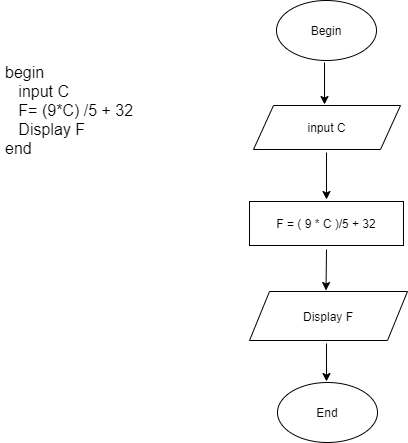 begin
input C
F= (9*C) /5 + 32
Display F
end
Begin
input C
F = ( 9 * C )/5 + 32
Display F
End